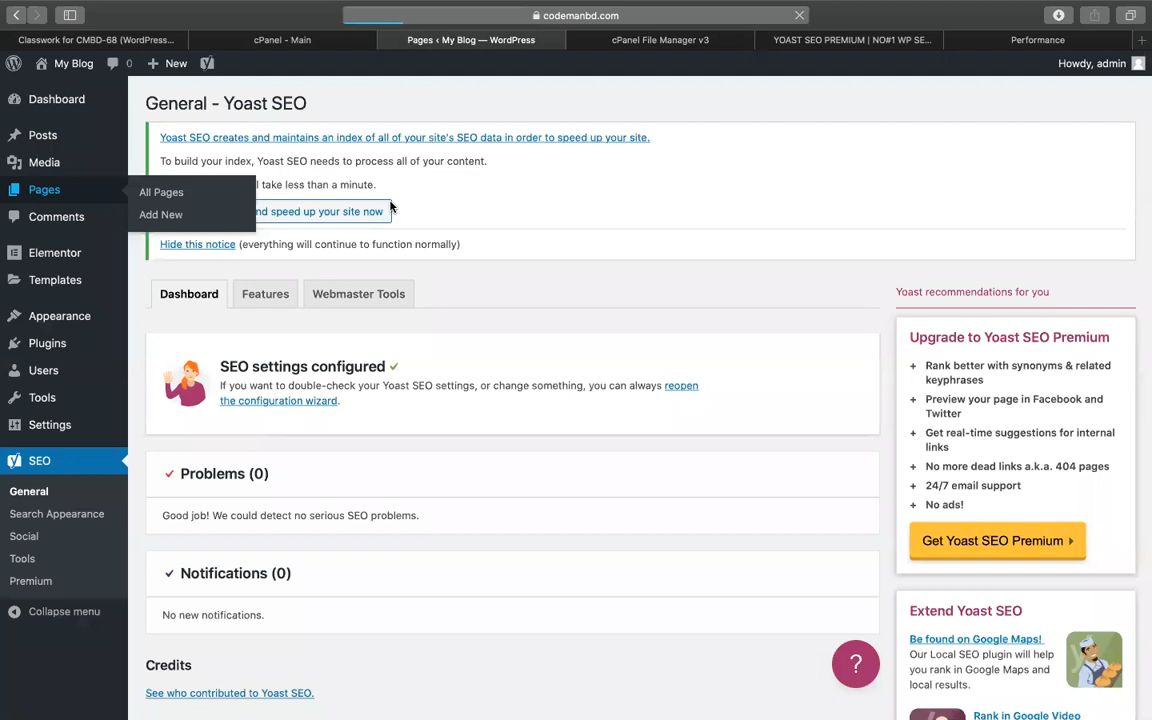 codemanbd.com
Classwork for CMBD-68 (WordPress...
cPanel - Main
Pages ‹ My Blog — WordPress
cPanel File Manager v3
YOAST SEO PREMIUM | NO#1 WP SE...
Performance
My Blog
0
New
Howdy, admin
Dashboard
Posts
Media
Pages
Comments
Elementor
Templates
Appearance
Plugins
Users
Tools
Settings
SEO
General
Search Appearance
Social
Tools
Premium
Collapse menu
All Pages
Add New
General - Yoast SEO
Yoast SEO creates and maintains an index of all of your site's SEO data in order to speed up your site.
To build your index, Yoast SEO needs to process all of your content.
take less than a minute.
nd speed up your site now
Hide this notice (everything will continue to function normally)
Dashboard
Features
Webmaster Tools
SEO settings configured
If you want to double-check your Yoast SEO settings, or change something, you can always reopen
the configuration wizard.
Problems (0)
Good job! We could detect no serious SEO problems.
Notifications (0)
No new notifications.
Credits
See who contributed to Yoast SEO.
Yoast recommendations for you
Upgrade to Yoast SEO Premium
+ Rank better with synonyms & related
keyphrases
+ Preview your page in Facebook and
Twitter
+ Get real-time suggestions for internal
links
+ No more dead links a.k.a. 404 pages
+ 24/7 email support
+ No ads!
Get Yoast SEO Premium
Extend Yoast SEO
Be found on Google Maps!
Our Local SEO plugin will help
you rank in Google Maps and
local results.
Rank in Google Video
?